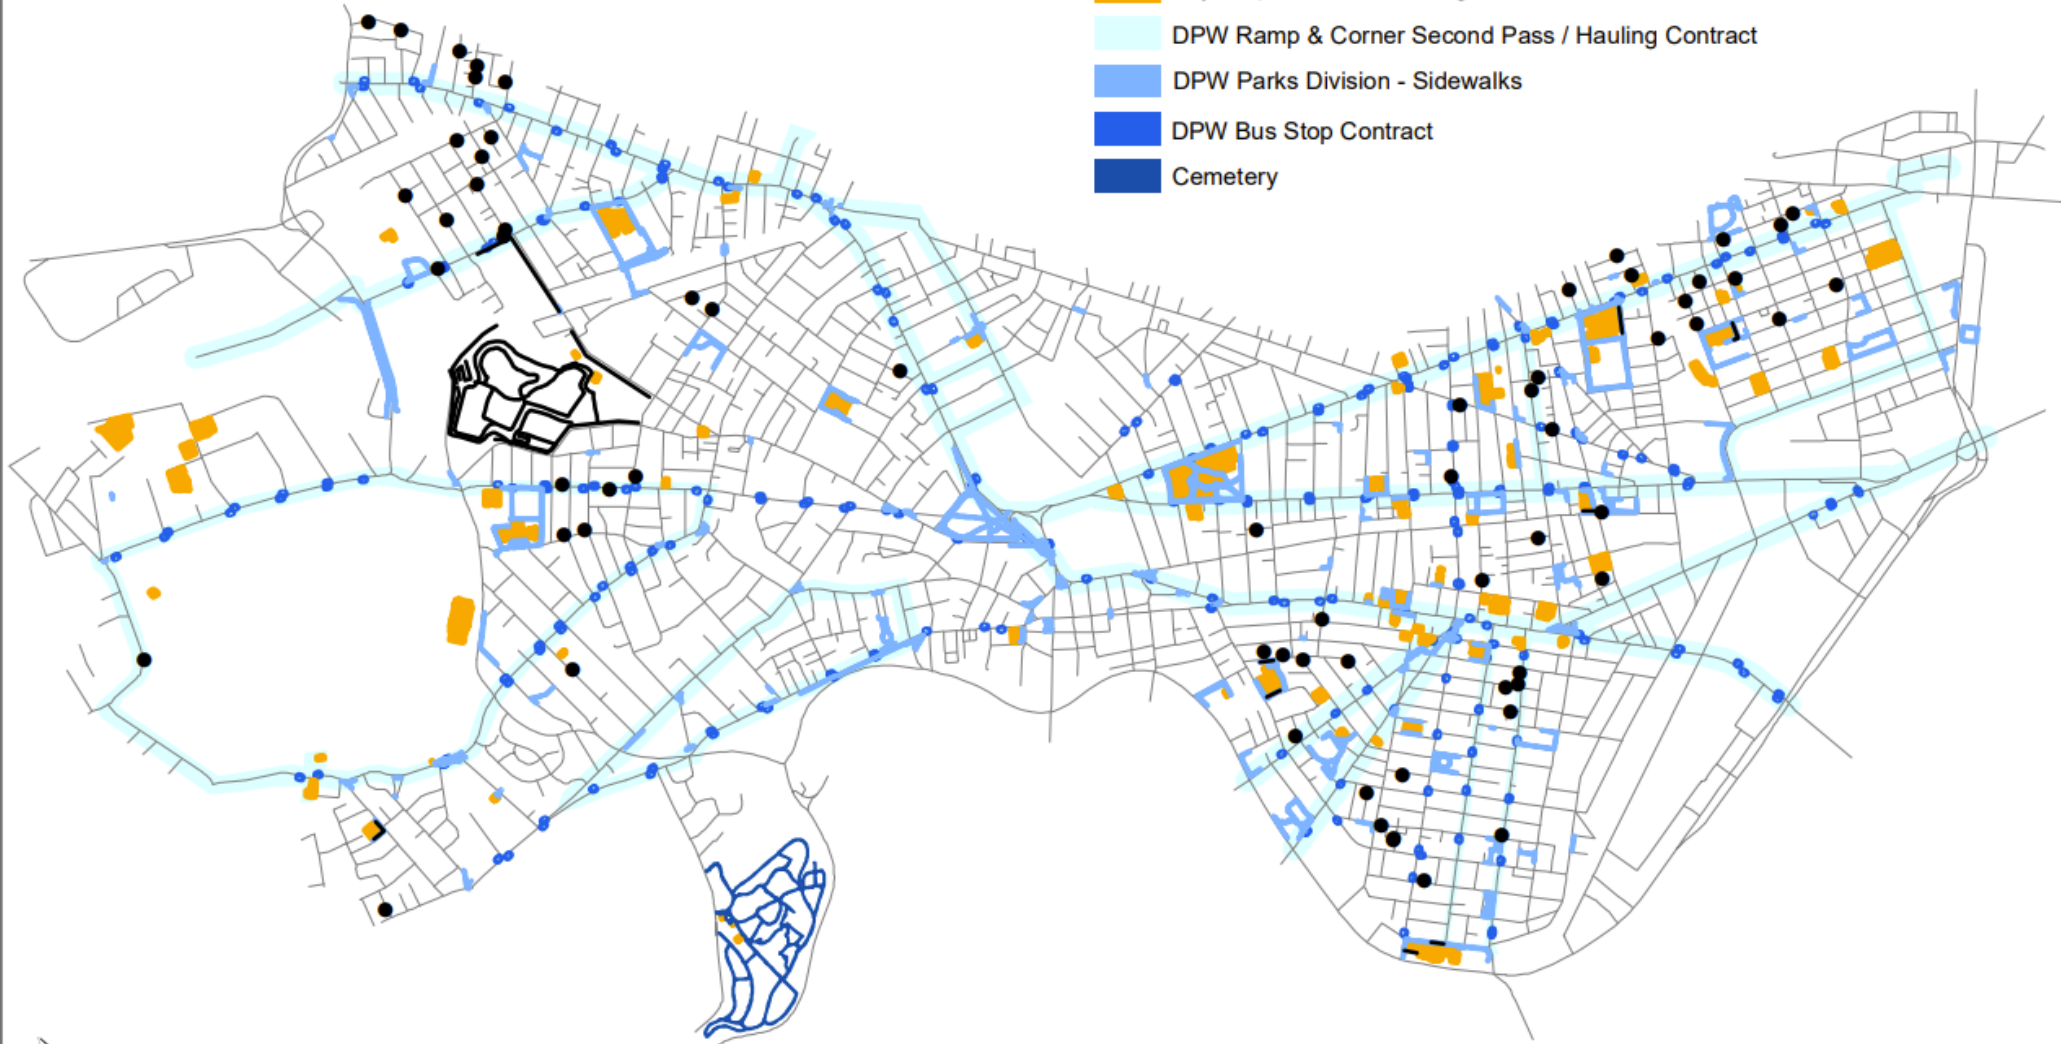 DPW Ramp & Corner Second Pass / Hauling Contract
DPW Parks Division - Sidewalks
DPW Bus Stop Contract
Cemetery